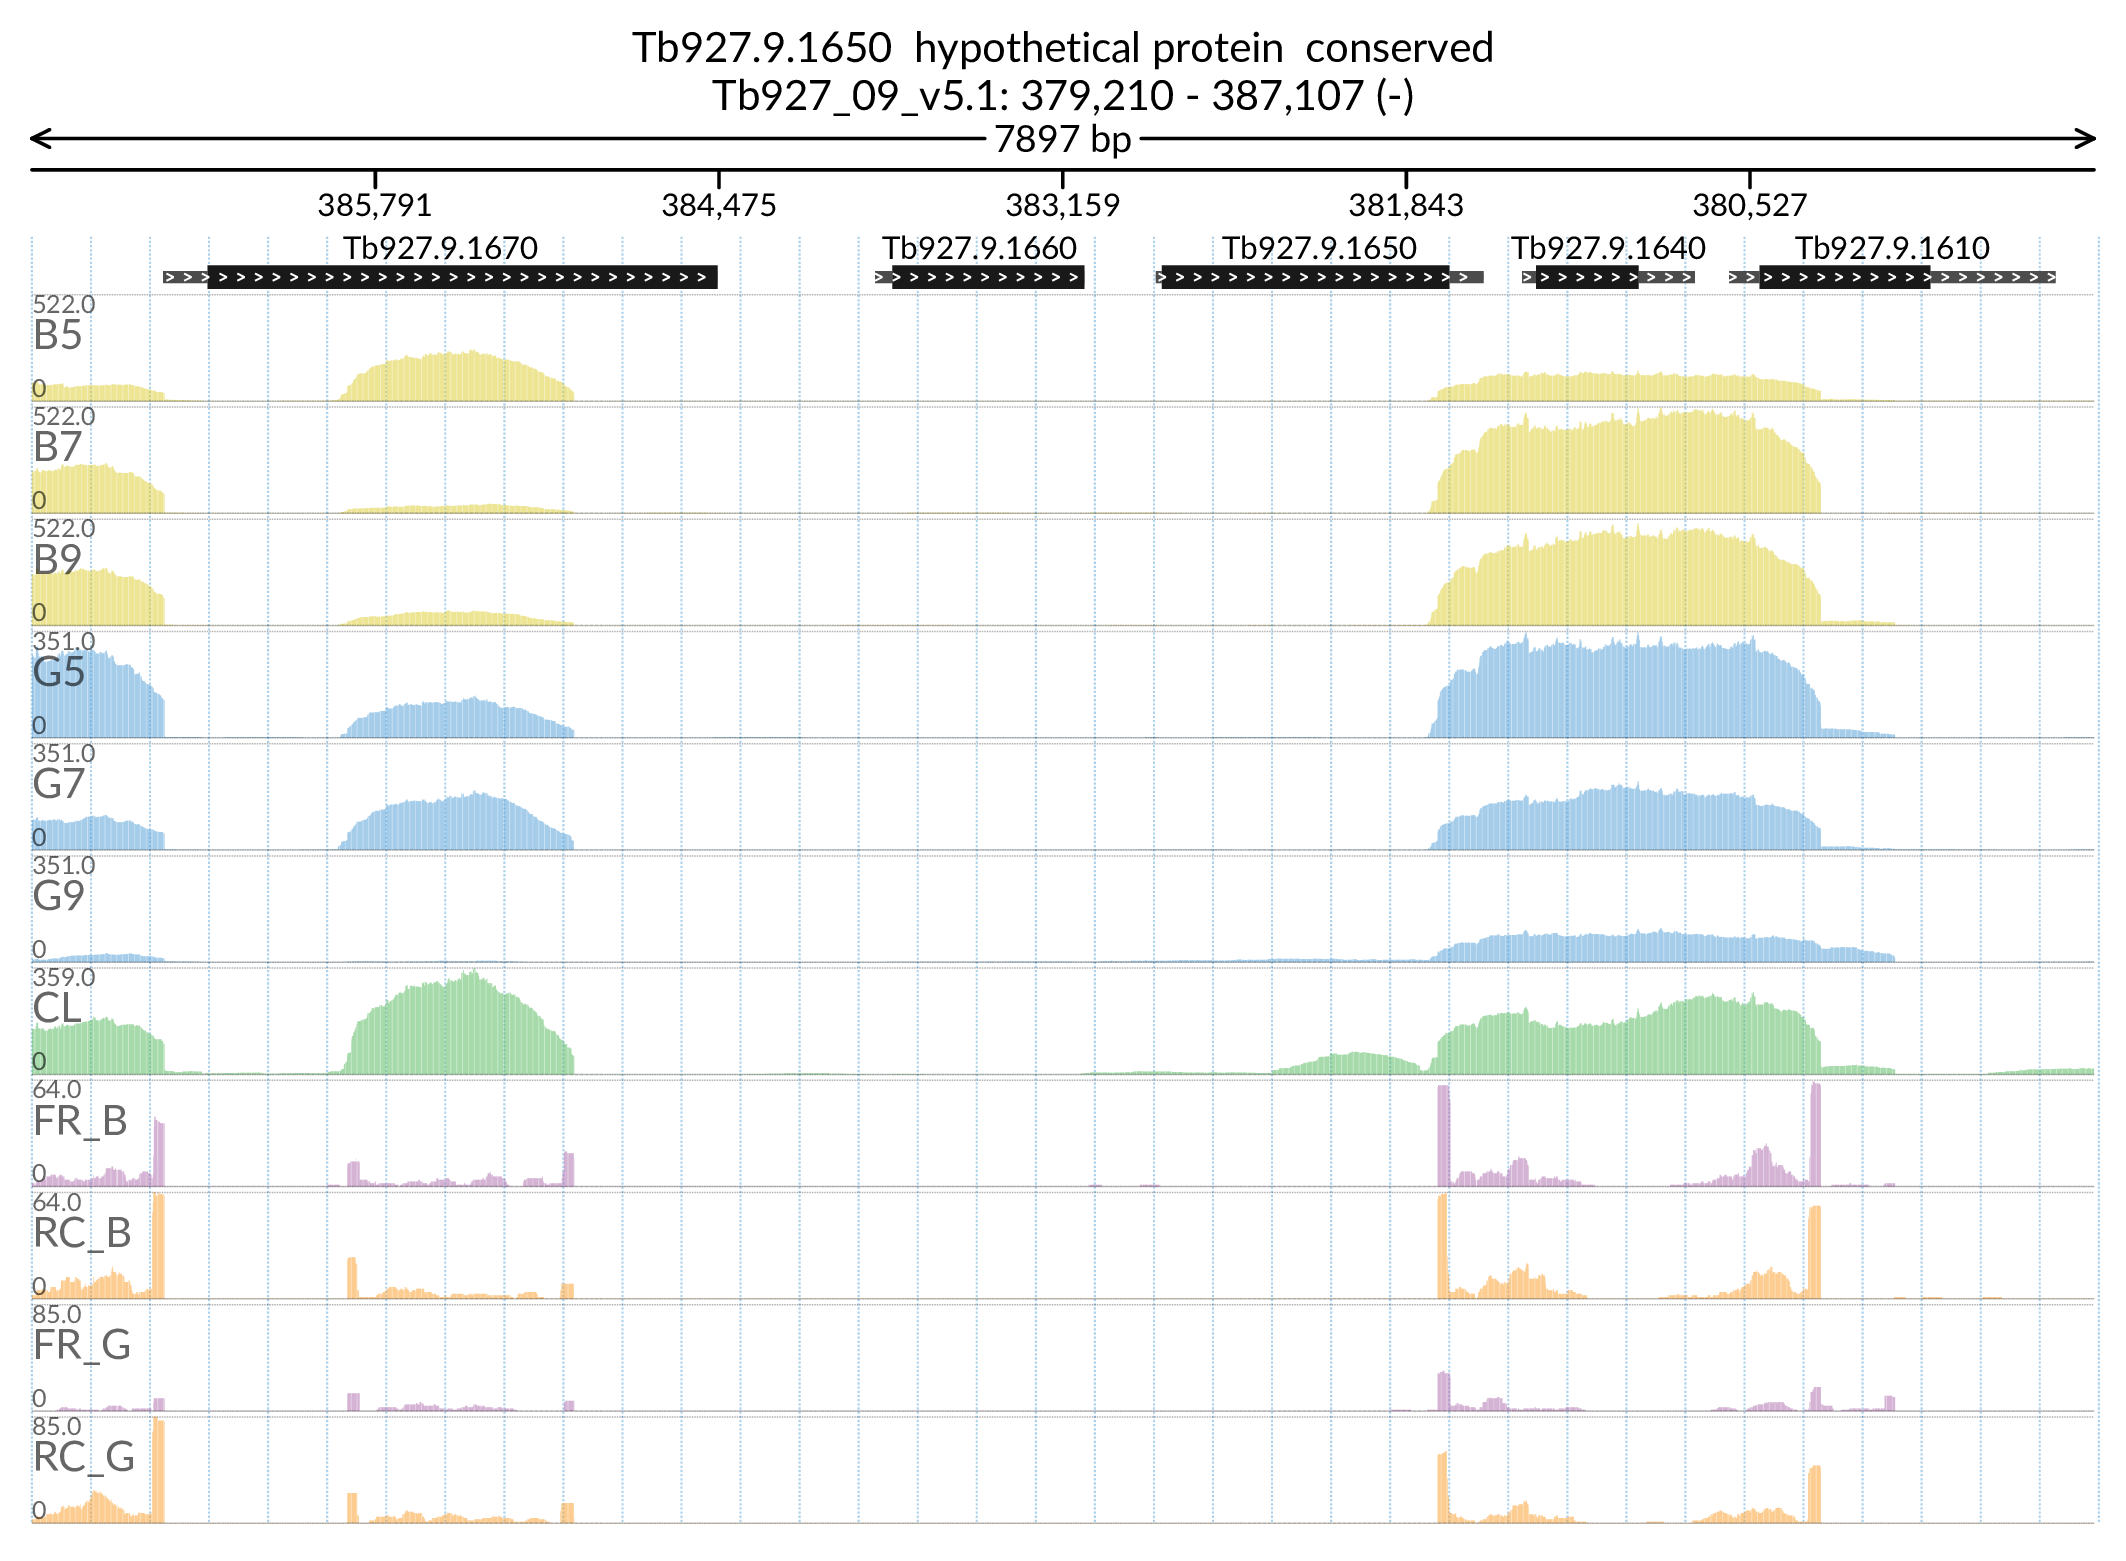 Tb927.9.1650  hypothetical protein  conserved
Tb927_09_v5.1: 379,210 - 387,107 (-)
7897 bp
385,791 384,475 383,159 381,843 380,527
Tb927.9.1670 Tb927.9.1660 Tb927.9.1650 Tb927.9.1640 Tb927.9.1610
522.0
B5
0
522.0
B7
0
522.0
B9
0
351.0
G5
0
351.0
G7
0
351.0
G9
0
359.0
CL
0
64.0
FR_B
0
64.0
RC_B
0
85.0
FR_G
0
85.0
RC_G
0